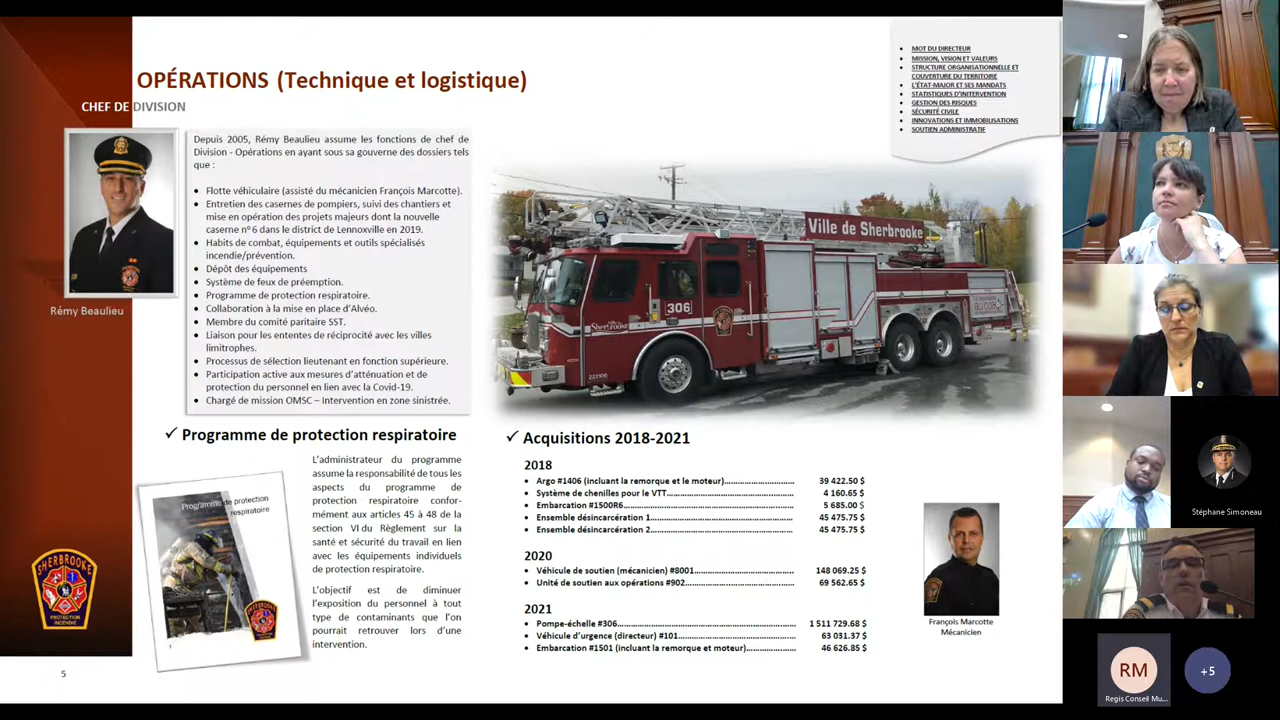 OPÉRATIONS (Technique et logistique)
CHEF DE DIVISION
Rémy Beaulieu
Depuis 2005, Rémy Beaulieu assume les fonctions de chef de
Division - Opérations en ayant sous sa gouverne des dossiers tels
que :
• Flotte véhiculaire (assisté du mécanicien François Marcotte).
• Entretien des casernes de pompiers, suivi des chantiers et
mise en opération des projets majeurs dont la nouvelle
caserne nº 6 dans le district de Lennoxville en 2019.
• Habits de combat, équipements et outils spécialisés
incendie/prévention.
• Dépôt des équipements
• Système de feux de préemption.
• Programme de protection respiratoire.
• Collaboration à la mise en place d'Alvéo.
• Membre du comité paritaire SST.
• Liaison pour les ententes de réciprocité avec les villes
limitrophes.
• Processus de sélection lieutenant en fonction supérieure.
• Participation active aux mesures d'atténuation et de
protection du personnel en lien avec la Covid-19.
• Chargé de mission OMSC – Intervention en zone sinistrée.
• MOT DU DIRECTEUR
• MISSION, VISION ET VALEURS
• STRUCTURE ORGANISATIONNELLE ET
COUVERTURE DU TERRITOIRE
• L'ÉTAT-MAJOR ET SES MANDATS
• STATISTIQUES D'INITERVENTION
• GESTION DES RISQUES
• SÉCURITÉ CIVILE
• INNOVATIONS ET IMMOBILISATIONS
• SOUTIEN ADMINISTRATIF
Ville de Sherbrooke
306
Sherbrooke
✓ Programme de protection respiratoire
Programme de protection
respiratoire
L'administrateur du programme
assume la responsabilité de tous les
aspects du programme de
protection respiratoire confor-
mément aux articles 45 à 48 de la
section VI du Règlement sur la
santé et sécurité du travail en lien
avec les équipements individuels
de protection respiratoire.
L'objectif est de diminuer
l'exposition du personnel à tout
type de contaminants que l'on
pourrait retrouver lors d'une
intervention.
✓ Acquisitions 2018-2021
2018
• Argo #1406 (incluant la remorque et le moteur)........................ 39 422.50 $
• Système de chenilles pour le VTT........................ 4 160.65 $
• Embarcation #1500R6........................ 5 685.00 $
• Ensemble désincarcération 1........................ 45 475.75 $
• Ensemble désincarcération 2........................ 45 475.75 $
2020
• Véhicule de soutien (mécanicien) #8001........................ 148 069.25 $
• Unité de soutien aux opérations #902........................ 69 562.65 $
2021
• Pompe-échelle #306........................ 1 511 729.68 $
• Véhicule d'urgence (directeur) #101........................ 63 031.37 $
• Embarcation #1501 (incluant la remorque et moteur)........................ 46 626.85 $
François Marcotte
Mécanicien
SHERBROOKE
PROTECTION
INCENDIE
5
Stéphane Simoneau
RM
Regis Conseil Mu...
+5